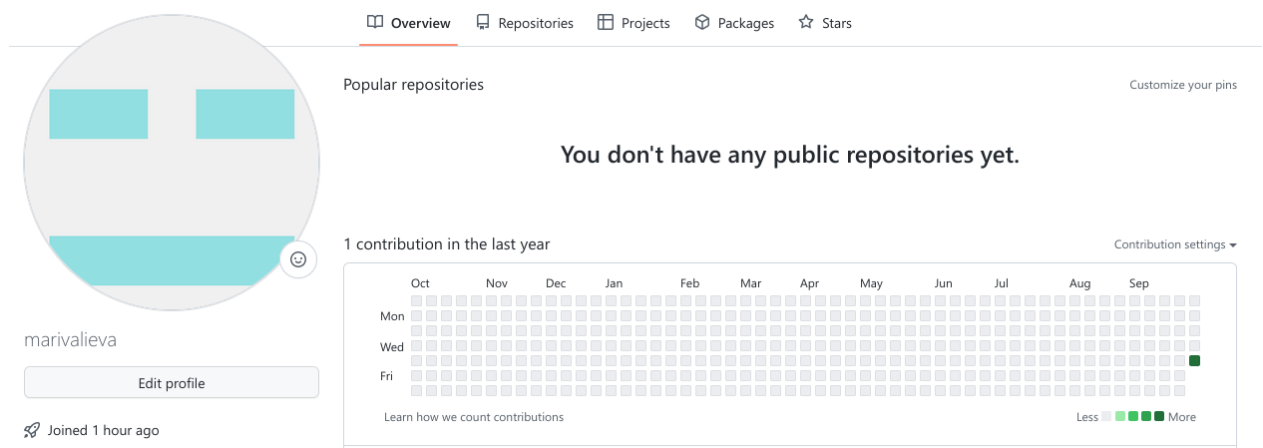 Overview Repositories Projects Packages Stars
Popular repositories Customize your pins
You don't have any public repositories yet.
1 contribution in the last year Contribution settings
Oct Nov Dec Jan Feb Mar Apr May Jun Jul Aug Sep
Mon
Wed
Fri
Learn how we count contributions Less More
marivalieva
Edit profile
Joined 1 hour ago